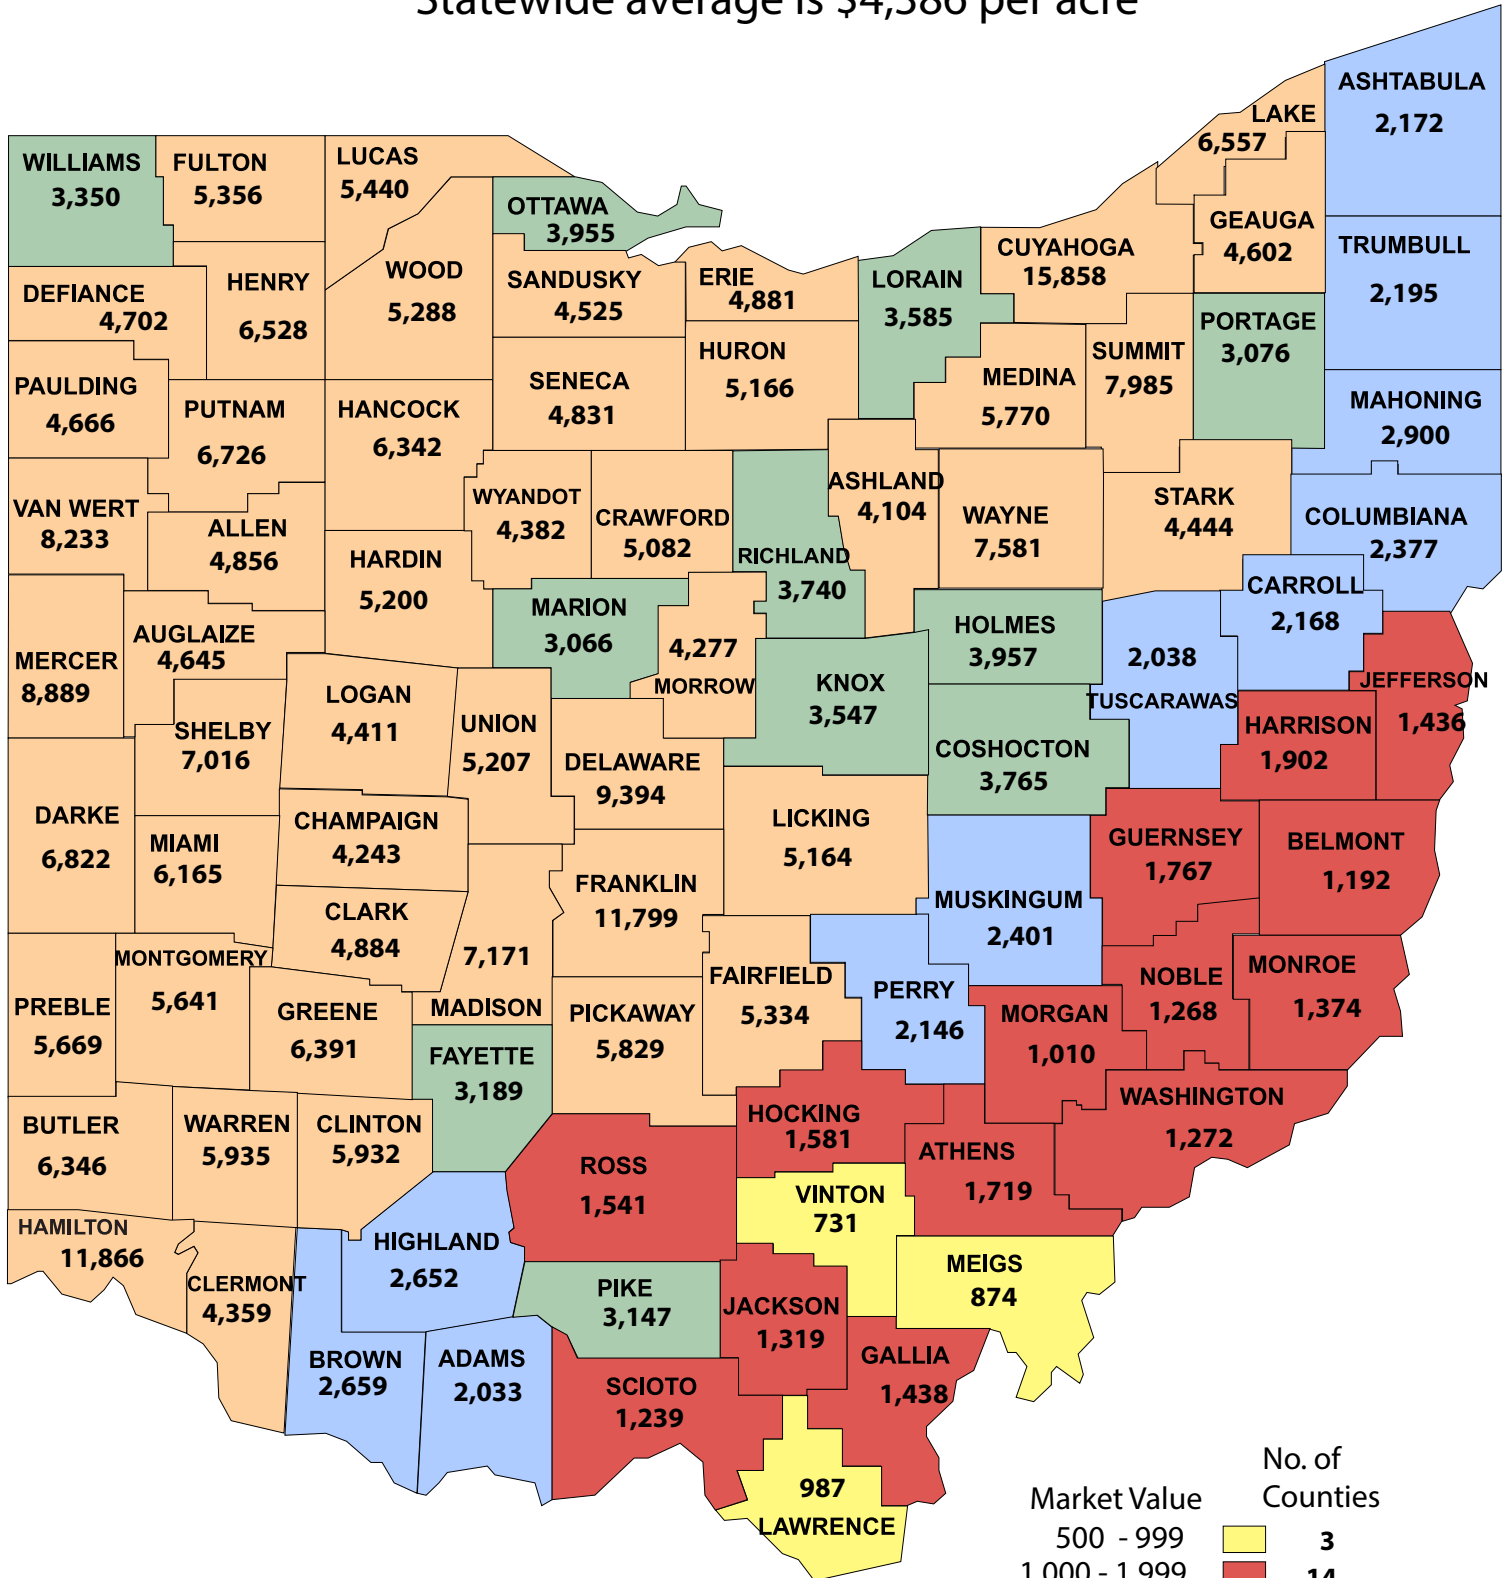 Statewide average is $4,386 per acre
ASHTABULA
2,172
LAKE
6,557
WILLIAMS
3,350
FULTON
5,356
LUCAS
5,440
OTTAWA
3,955
GEAUGA
4,602
CUYAHOGA
15,858
TRUMBULL
2,195
WOOD
5,288
HENRY
6,528
SANDUSKY
4,525
ERIE
4,881
LORAIN
3,585
DEFIANCE
4,702
PORTAGE
3,076
SUMMIT
7,985
HURON
5,166
MEDINA
5,770
SENECA
4,831
PAULDING
4,666
PUTNAM
6,726
HANCOCK
6,342
MAHONING
2,900
VAN WERT
8,233
ALLEN
4,856
WYANDOT
4,382
CRAWFORD
5,082
ASHLAND
4,104
WAYNE
7,581
STARK
4,444
COLUMBIANA
2,377
HARDIN
5,200
RICHLAND
3,740
CARROLL
2,168
MARION
3,066
HOLMES
3,957
MERCER
8,889
AUGLAIZE
4,645
4,277
MORROW
2,038
TUSCARAWAS
JEFFERSON
1,436
LOGAN
4,411
KNOX
3,547
HARRISON
1,902
SHELBY
7,016
UNION
5,207
DELAWARE
9,394
COSHOCTON
3,765
DARKE
6,822
CHAMPAIGN
4,243
LICKING
5,164
GUERNSEY
1,767
BELMONT
1,192
MIAMI
6,165
FRANKLIN
11,799
MUSKINGUM
2,401
CLARK
4,884
7,171
MADISON
MONTGOMERY
5,641
FAIRFIELD
5,334
PERRY
2,146
NOBLE
1,268
MONROE
1,374
PREBLE
5,669
GREENE
6,391
PICKAWAY
5,829
MORGAN
1,010
FAYETTE
3,189
WASHINGTON
1,272
BUTLER
6,346
WARREN
5,935
CLINTON
5,932
HOCKING
1,581
ATHENS
1,719
ROSS
1,541
VINTON
731
HAMILTON
11,866
HIGHLAND
2,652
MEIGS
874
CLERMONT
4,359
PIKE
3,147
JACKSON
1,319
GALLIA
1,438
BROWN
2,659
ADAMS
2,033
SCIOTO
1,239
987
LAWRENCE
No. of
Market Value Counties
500 - 999 3
1,000 - 1,999 14